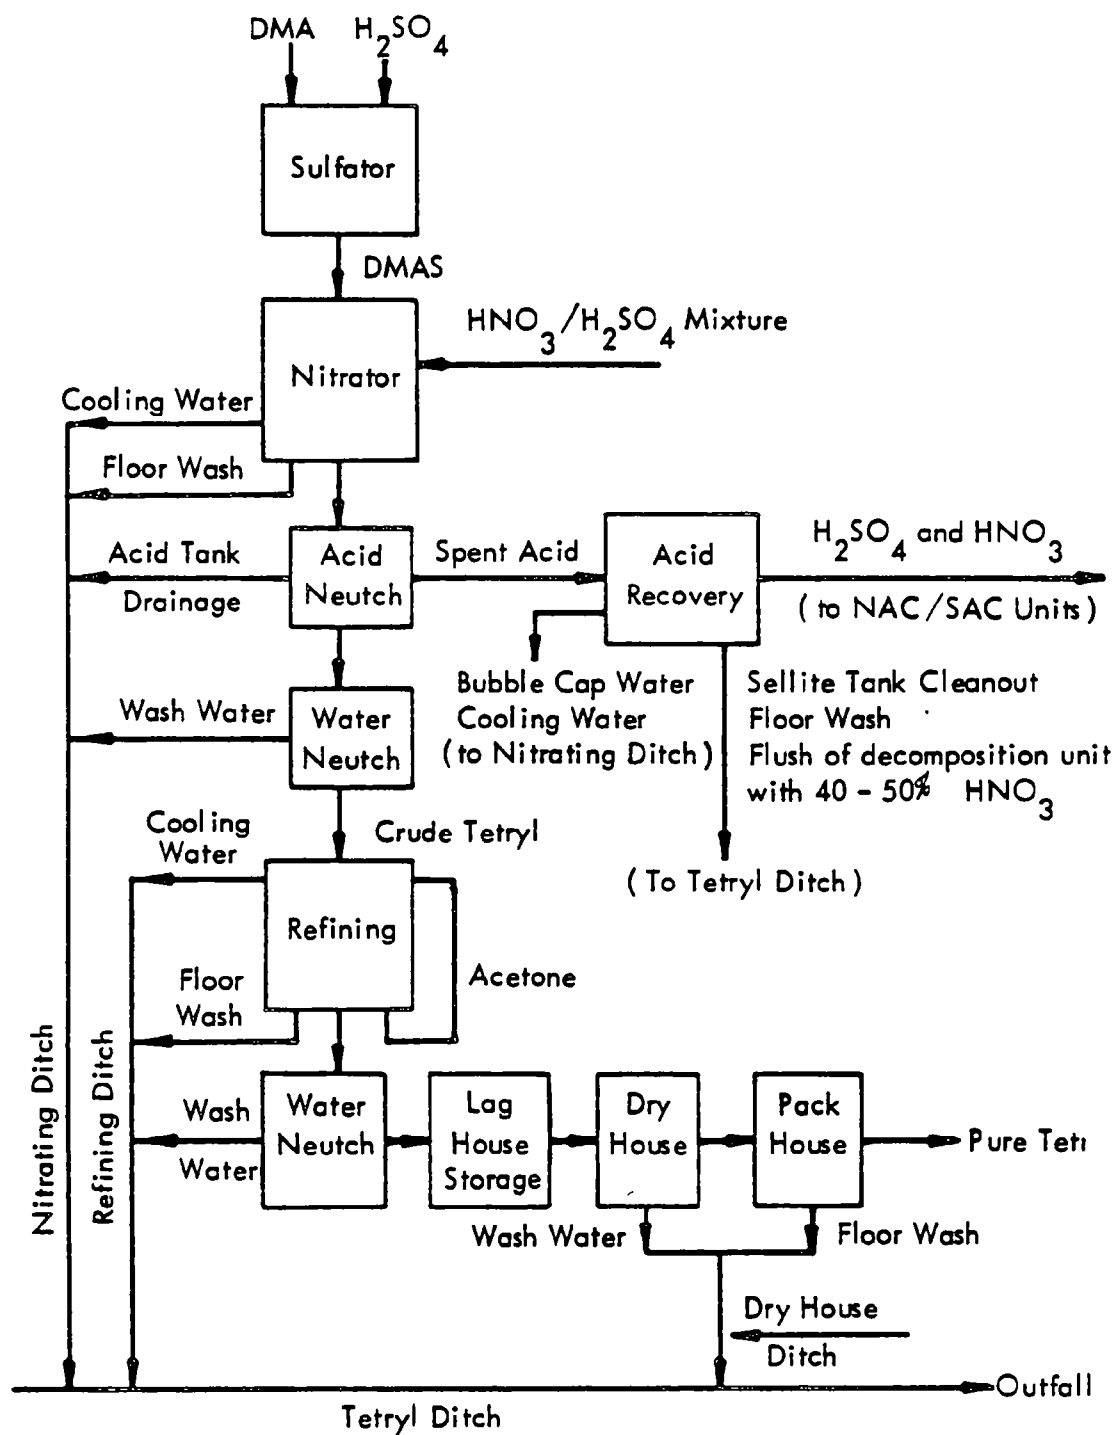 DMA
H2SO4
Sulfator
DMAS
HNO3/H2SO4 Mixture
Nitrator
Cooling Water
Floor Wash
Acid Tank
Drainage
Acid
Neutch
Spent Acid
Acid
Recovery
H2SO4 and HNO3
(to NAC/SAC Units)
Wash Water
Water
Neutch
Bubble Cap Water
Cooling Water
(to Nitrating Ditch)
Sellite Tank Cleanout
Floor Wash
Flush of decomposition unit
with 40 - 50% HNO3
(To Tetryl Ditch)
Crude Tetryl
Cooling
Water
Refining
Acetone
Floor
Wash
Nitrating Ditch
Refining Ditch
Wash
Water
Water
Neutch
Lag
House
Storage
Dry
House
Pack
House
Pure Tetr
Wash Water
Floor Wash
Dry House
Ditch
Outfall
Tetryl Ditch